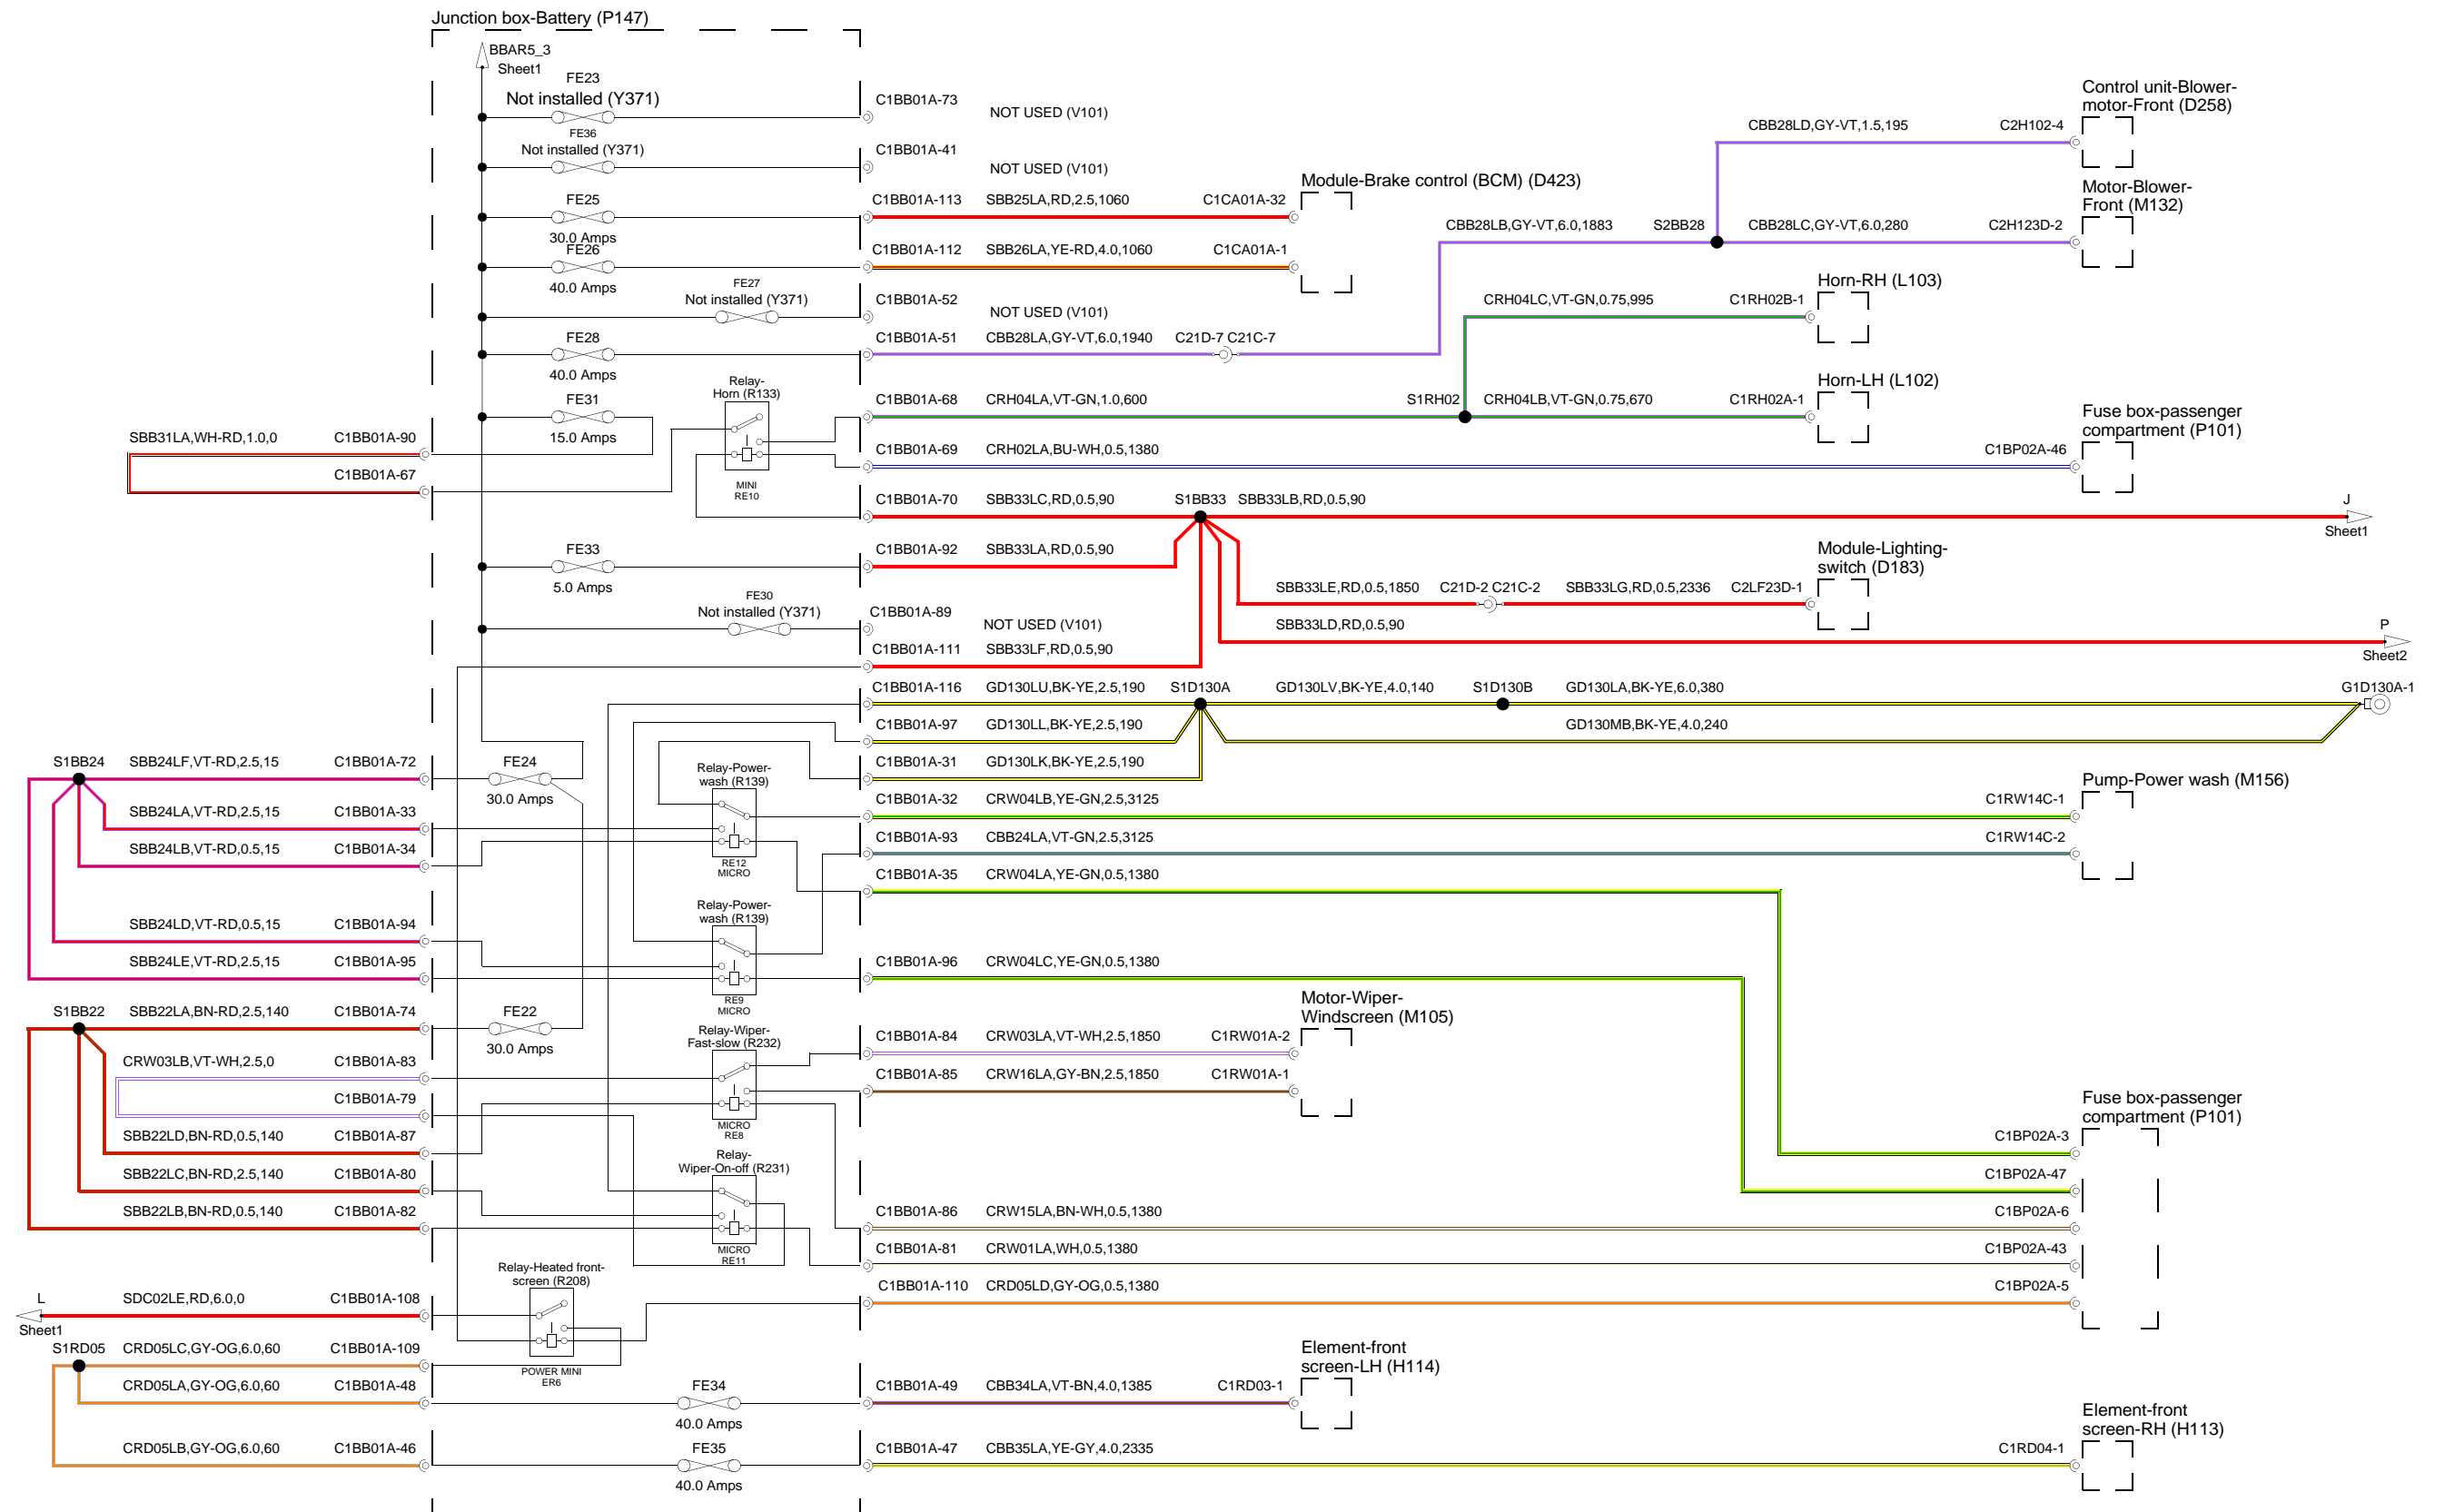 Junction box-Battery (P147)
BBAR5_3
Sheet1
FE23
Not installed (Y371)
C1BB01A-73
NOT USED (V101)
FE36
Not installed (Y371)
C1BB01A-41
NOT USED (V101)
FE25
30.0 Amps
C1BB01A-113 SBB25LA,RD,2.5,1060 C1CA01A-32
Module-Brake control (BCM) (D423)
FE26
40.0 Amps
C1BB01A-112 SBB26LA,YE-RD,4.0,1060 C1CA01A-1
FE27
Not installed (Y371)
C1BB01A-52
NOT USED (V101)
FE28
40.0 Amps
C1BB01A-51 CBB28LA,GY-VT,6.0,1940 C21D-7 C21C-7
CBB28LB,GY-VT,6.0,1883 S2BB28 CBB28LC,GY-VT,6.0,280 C2H123D-2
CBB28LD,GY-VT,1.5,195 C2H102-4
Control unit-Blower-
motor-Front (D258)
Motor-Blower-
Front (M132)
Horn-RH (L103)
CRH04LC,VT-GN,0.75,995 C1RH02B-1
Relay-
Horn (R133)
MINI
RE10
FE31
15.0 Amps
C1BB01A-68 CRH04LA,VT-GN,1.0,600 S1RH02 CRH04LB,VT-GN,0.75,670 C1RH02A-1
Horn-LH (L102)
SBB31LA,WH-RD,1.0,0 C1BB01A-90
C1BB01A-67
C1BB01A-69 CRH02LA,BU-WH,0.5,1380 C1BP02A-46
Fuse box-passenger
compartment (P101)
C1BB01A-70 SBB33LC,RD,0.5,90 S1BB33 SBB33LB,RD,0.5,90
J
Sheet1
FE33
5.0 Amps
C1BB01A-92 SBB33LA,RD,0.5,90
Module-Lighting-
switch (D183)
SBB33LE,RD,0.5,1850 C21D-2 C21C-2 SBB33LG,RD,0.5,2336 C2LF23D-1
FE30
Not installed (Y371)
C1BB01A-89
NOT USED (V101)
SBB33LD,RD,0.5,90
P
Sheet2
C1BB01A-111 SBB33LF,RD,0.5,90
C1BB01A-116 GD130LU,BK-YE,2.5,190 S1D130A GD130LV,BK-YE,4.0,140 S1D130B GD130LA,BK-YE,6.0,380 G1D130A-1
C1BB01A-97 GD130LL,BK-YE,2.5,190 GD130MB,BK-YE,4.0,240
S1BB24 SBB24LF,VT-RD,2.5,15 C1BB01A-72
FE24
30.0 Amps
C1BB01A-31 GD130LK,BK-YE,2.5,190
Relay-Power-
wash (R139)
RE12
MICRO
SBB24LA,VT-RD,2.5,15 C1BB01A-33
C1BB01A-32 CRW04LB,YE-GN,2.5,3125 C1RW14C-1
Pump-Power wash (M156)
SBB24LB,VT-RD,0.5,15 C1BB01A-34
C1BB01A-93 CBB24LA,VT-GN,2.5,3125 C1RW14C-2
C1BB01A-35 CRW04LA,YE-GN,0.5,1380
Relay-Power-
wash (R139)
RE9
MICRO
SBB24LD,VT-RD,0.5,15 C1BB01A-94
SBB24LE,VT-RD,2.5,15 C1BB01A-95
C1BB01A-96 CRW04LC,YE-GN,0.5,1380
S1BB22 SBB22LA,BN-RD,2.5,140 C1BB01A-74
FE22
30.0 Amps
Motor-Wiper-
Windscreen (M105)
Relay-Wiper-
Fast-slow (R232)
MICRO
RE8
C1BB01A-84 CRW03LA,VT-WH,2.5,1850 C1RW01A-2
CRW03LB,VT-WH,2.5,0 C1BB01A-83
C1BB01A-85 CRW16LA,GY-BN,2.5,1850 C1RW01A-1
C1BB01A-79
SBB22LD,BN-RD,0.5,140 C1BB01A-87
Fuse box-passenger
compartment (P101)
C1BP02A-3
Relay-
Wiper-On-off (R231)
MICRO
RE11
SBB22LC,BN-RD,2.5,140 C1BB01A-80
C1BP02A-47
SBB22LB,BN-RD,0.5,140 C1BB01A-82
C1BB01A-86 CRW15LA,BN-WH,0.5,1380 C1BP02A-6
C1BB01A-81 CRW01LA,WH,0.5,1380 C1BP02A-43
Relay-Heated front-
screen (R208)
POWER MINI
ER6
C1BB01A-110 CRD05LD,GY-OG,0.5,1380 C1BP02A-5
L
Sheet1
SDC02LE,RD,6.0,0 C1BB01A-108
S1RD05 CRD05LC,GY-OG,6.0,60 C1BB01A-109
Element-front
screen-LH (H114)
CRD05LA,GY-OG,6.0,60 C1BB01A-48
FE34
40.0 Amps
C1BB01A-49 CBB34LA,VT-BN,4.0,1385 C1RD03-1
Element-front
screen-RH (H113)
CRD05LB,GY-OG,6.0,60 C1BB01A-46
FE35
40.0 Amps
C1BB01A-47 CBB35LA,YE-GY,4.0,2335 C1RD04-1